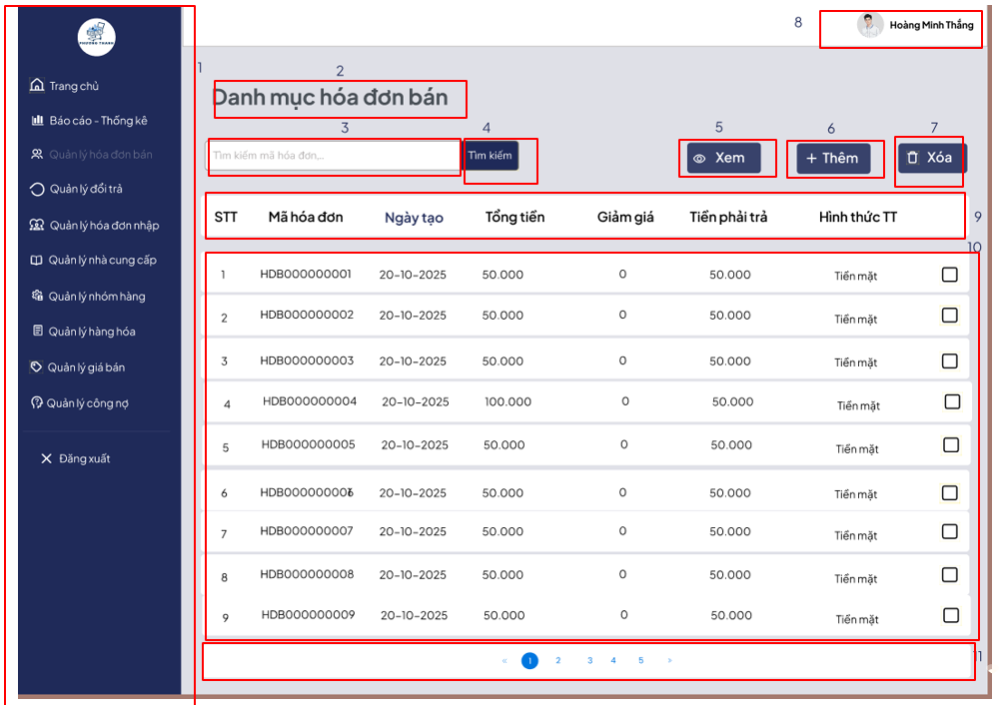 PHƯƠNG THẮNG
8
Hoàng Minh Thắng
1
2
Trang chủ
Danh mục hóa đơn bán
Báo cáo - Thống kê
3
4
5
6
7
Quản lý hóa đơn bán
Tìm kiếm mã hóa đơn,..
Tìm kiếm
Xem
+ Thêm
Xóa
Quản lý đổi trả
Quản lý hóa đơn nhập
Quản lý nhà cung cấp
Quản lý nhóm hàng
Quản lý hàng hóa
Quản lý giá bán
Quản lý công nợ
Đăng xuất
STT Mã hóa đơn Ngày tạo Tổng tiền Giảm giá Tiền phải trả Hình thức TT
9
10
1 HDB000000001 20-10-2025 50.000 0 50.000 Tiền mặt
2 HDB000000002 20-10-2025 50.000 0 50.000 Tiền mặt
3 HDB000000003 20-10-2025 50.000 0 50.000 Tiền mặt
4 HDB000000004 20-10-2025 100.000 0 50.000 Tiền mặt
5 HDB000000005 20-10-2025 50.000 0 50.000 Tiền mặt
6 HDB000000006 20-10-2025 50.000 0 50.000 Tiền mặt
7 HDB000000007 20-10-2025 50.000 0 50.000 Tiền mặt
8 HDB000000008 20-10-2025 50.000 0 50.000 Tiền mặt
9 HDB000000009 20-10-2025 50.000 0 50.000 Tiền mặt
« 1 2 3 4 5 »
11